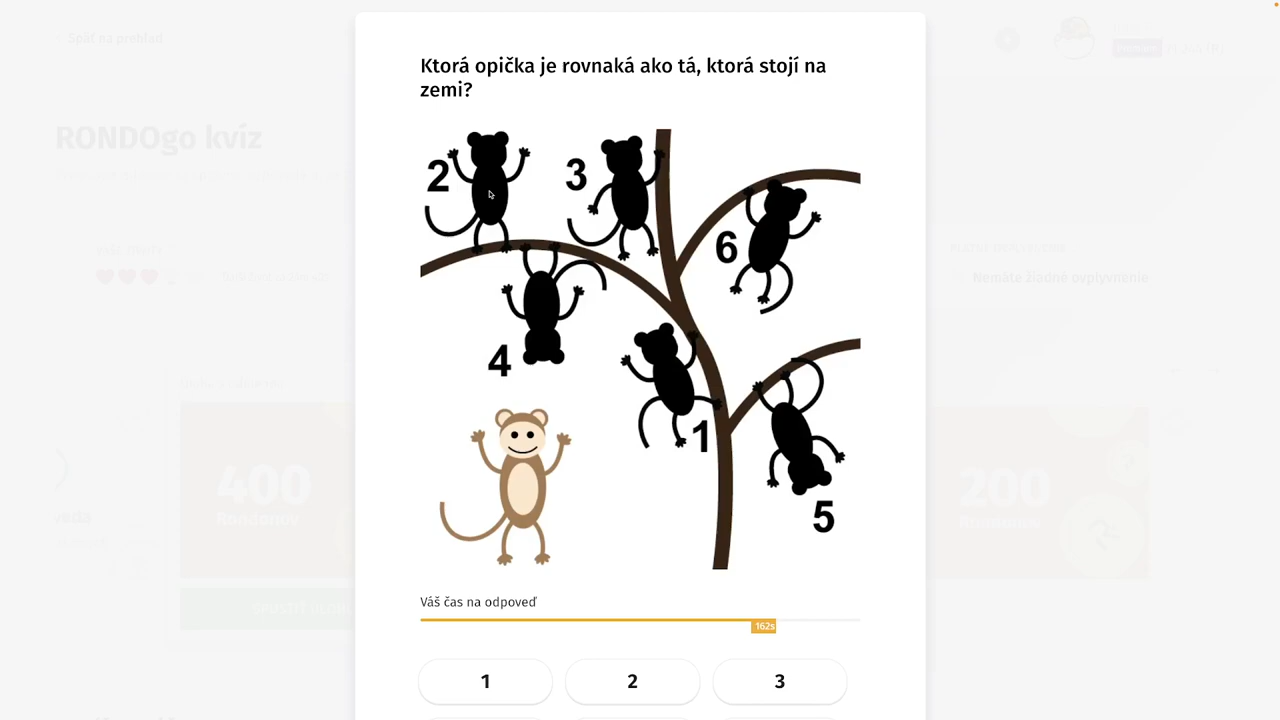 Späť na prehľad
Ktorá opička je rovnaká ako tá, ktorá stojí na
zemi?
RONDOgo kvíz
2
3
6
4
1
5
Nemáte žiadne ovplyvnenie
400
200
Váš čas na odpoveď
162s
1
2
3